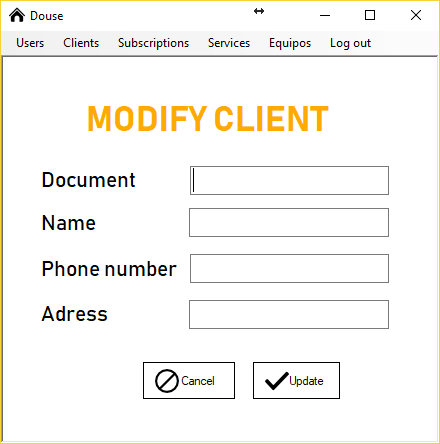 Douse
Users Clients Subscriptions Services Equipos Log out
MODIFY CLIENT
Document
Name
Phone number
Adress
Cancel Update